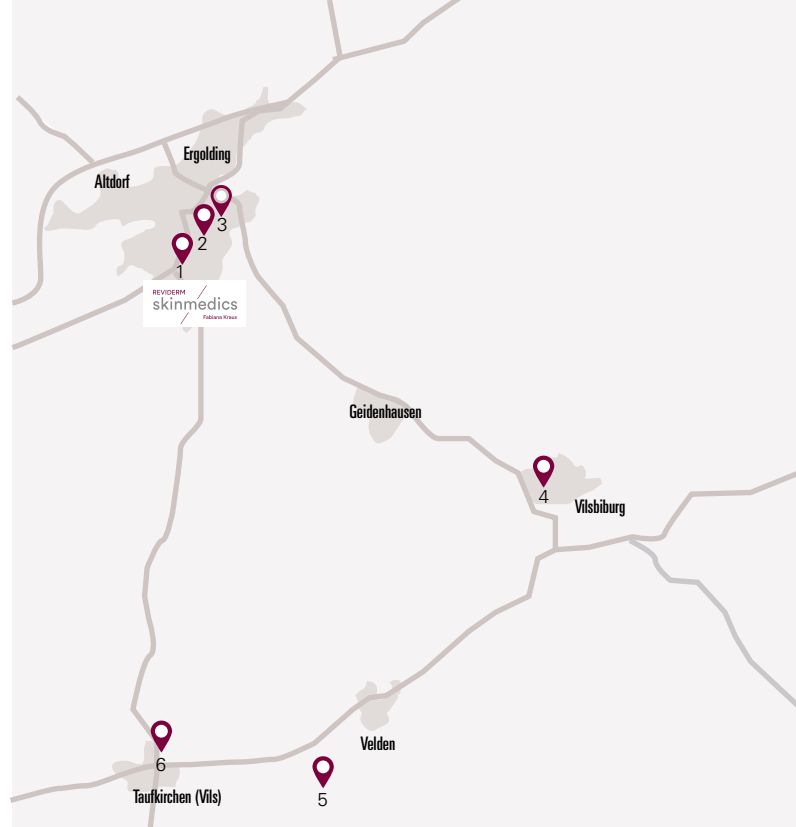 Ergolding
Altdorf
3
2
1
REVIDERM
skinmedics
Fabiana Kraus
Geidenhausen
4
Vilsbiburg
Velden
6
5
Taufkirchen (Vils)